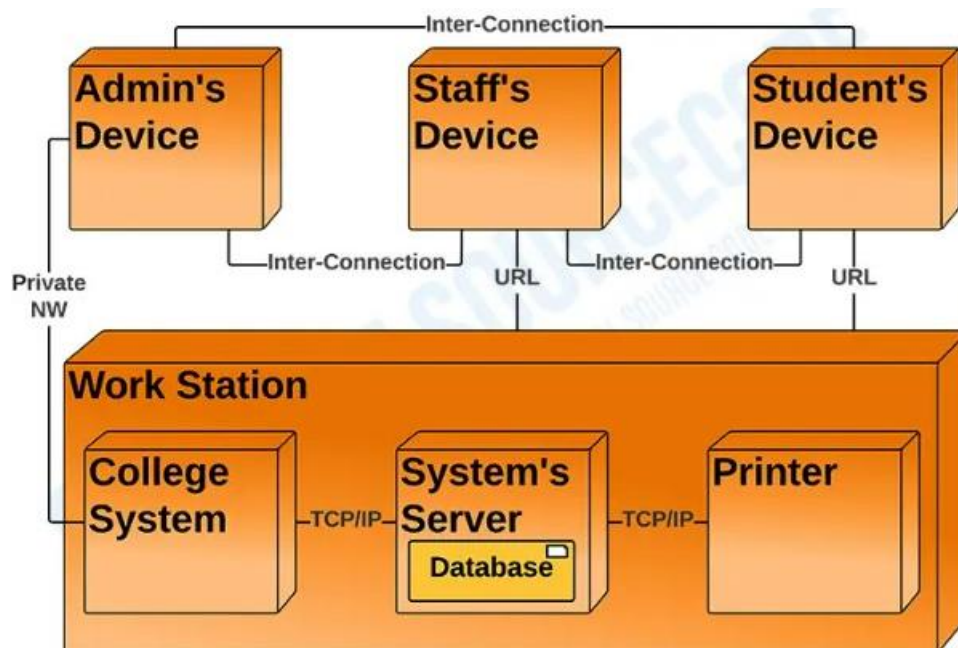 Inter-Connection
Admin's
Device
Staff's
Device
Student's
Device
Inter-Connection
Inter-Connection
Private
NW
URL
URL
Work Station
College
System
TCP/IP
System's
Server
Database
TCP/IP
Printer